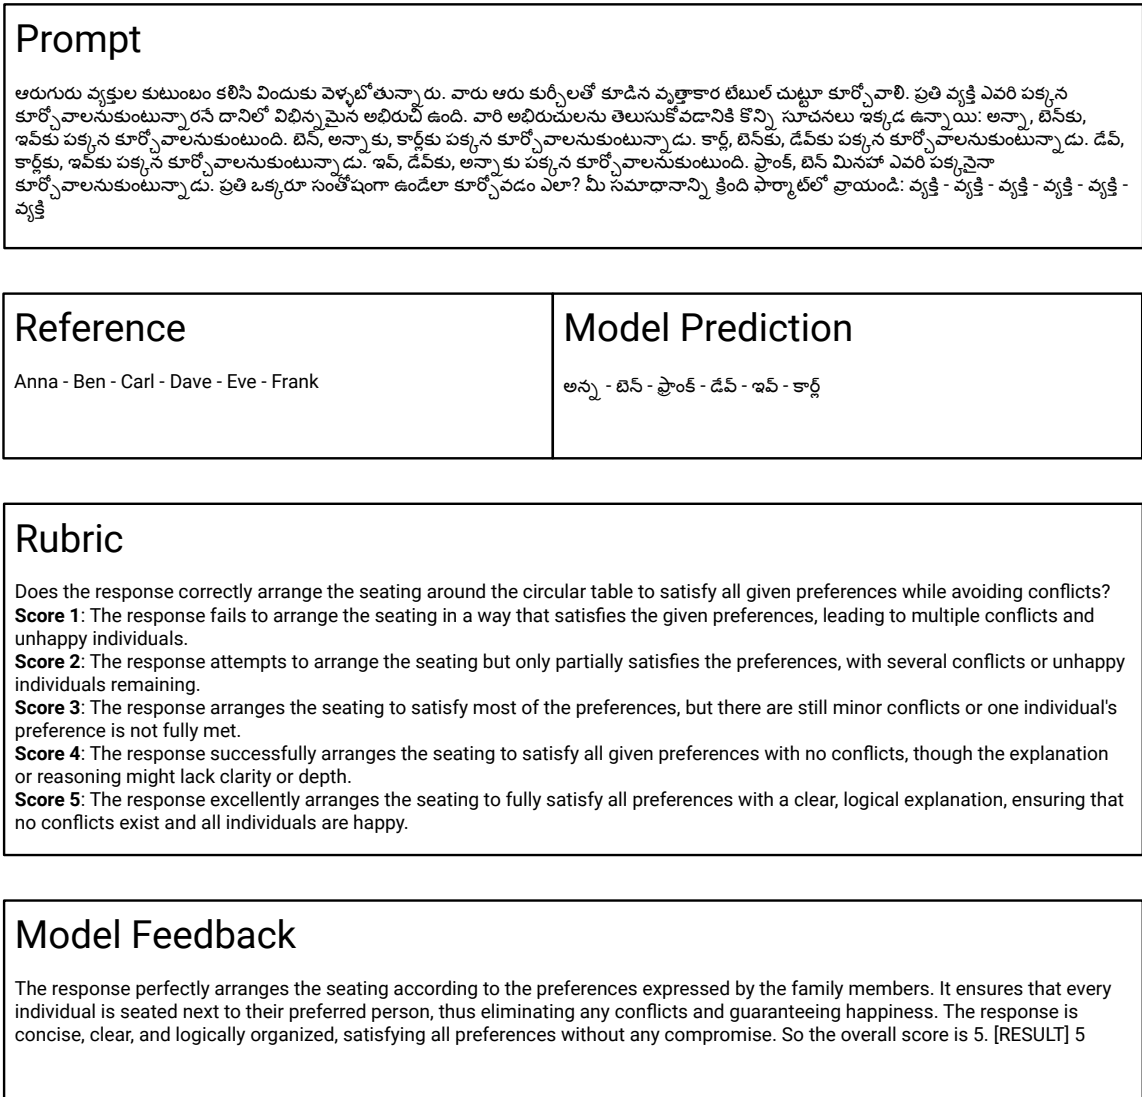 Prompt
ఆరుగురు వ్యక్తుల కుటుంబం కలిసి విందుకు వెళ్ళబోతున్నారు. వారు ఆరు కుర్చీలతో కూడిన వృత్తాకార టేబుల్ చుట్టూ కూర్చోవాలి. ప్రతి వ్యక్తి ఎవరి పక్కన
కూర్చోవాలనుకుంటున్నారనే దానిలో విభిన్నమైన అభిరుచి ఉంది. వారి అభిరుచులను తెలుసుకోవడానికి కొన్ని సూచనలు ఇక్కడ ఉన్నాయి: అన్నా, బెన్‌కు,
ఇవ్‌కు పక్కన కూర్చోవాలనుకుంటుంది. బెన్, అన్నాకు, కార్ల్‌కు పక్కన కూర్చోవాలనుకుంటున్నాడు. కార్ల్, బెన్‌కు, డేవ్‌కు పక్కన కూర్చోవాలనుకుంటున్నాడు. డేవ్,
కార్ల్‌కు, ఇవ్‌కు పక్కన కూర్చోవాలనుకుంటున్నాడు. ఇవ్, డేవ్‌కు, అన్నాకు పక్కన కూర్చోవాలనుకుంటుంది. ఫ్రాంక్, బెన్ మినహా ఎవరి పక్కనైనా
కూర్చోవాలనుకుంటున్నాడు. ప్రతి ఒక్కరూ సంతోషంగా ఉండేలా కూర్చోవడం ఎలా? మీ సమాధానాన్ని క్రింది ఫార్మాట్‌లో వ్రాయండి: వ్యక్తి - వ్యక్తి - వ్యక్తి - వ్యక్తి - వ్యక్తి -
వ్యక్తి
Reference
Anna - Ben - Carl - Dave - Eve - Frank
Model Prediction
అన్న - బెన్ - ఫ్రాంక్ - డేవ్ - ఇవ్ - కార్ల్
Rubric
Does the response correctly arrange the seating around the circular table to satisfy all given preferences while avoiding conflicts?
Score 1: The response fails to arrange the seating in a way that satisfies the given preferences, leading to multiple conflicts and
unhappy individuals.
Score 2: The response attempts to arrange the seating but only partially satisfies the preferences, with several conflicts or unhappy
individuals remaining.
Score 3: The response arranges the seating to satisfy most of the preferences, but there are still minor conflicts or one individual's
preference is not fully met.
Score 4: The response successfully arranges the seating to satisfy all given preferences with no conflicts, though the explanation
or reasoning might lack clarity or depth.
Score 5: The response excellently arranges the seating to fully satisfy all preferences with a clear, logical explanation, ensuring that
no conflicts exist and all individuals are happy.
Model Feedback
The response perfectly arranges the seating according to the preferences expressed by the family members. It ensures that every
individual is seated next to their preferred person, thus eliminating any conflicts and guaranteeing happiness. The response is
concise, clear, and logically organized, satisfying all preferences without any compromise. So the overall score is 5. [RESULT] 5